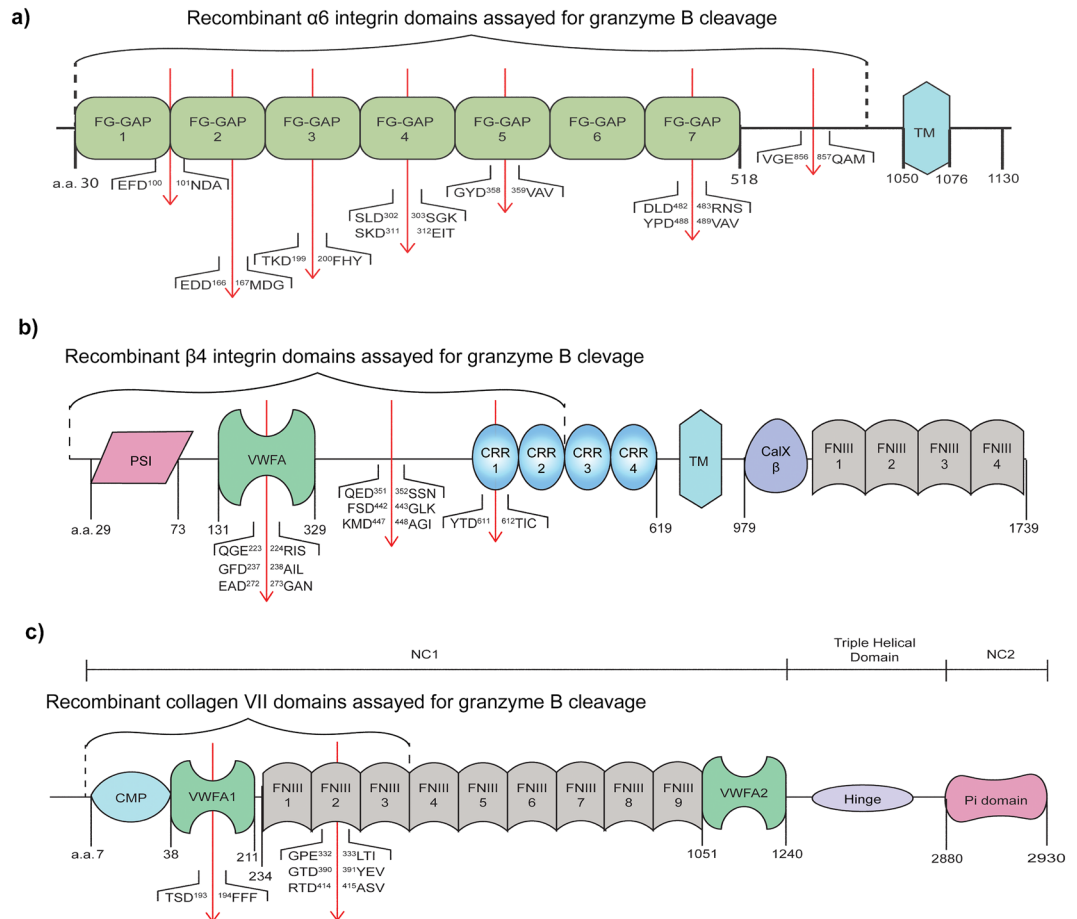 a)
Recombinant α6 integrin domains assayed for granzyme B cleavage
FG-GAP 1
FG-GAP 2
FG-GAP 3
FG-GAP 4
FG-GAP 5
FG-GAP 6
FG-GAP 7
TM
a.a. 30
518
1050
1076
1130
EFD¹⁰⁰ ¹⁰¹NDA
EDD¹⁶⁶ ¹⁶⁷MDG
TKD¹⁹⁹ ²⁰⁰FHY
SLD³⁰² ³⁰³SGK
SKD³¹¹ ³¹²EIT
GYD³⁵⁸ ³⁵⁹VAV
DLD⁴⁸² ⁴⁸³RNS
YPD⁴⁸⁸ ⁴⁸⁹VAV
VGE⁸⁵⁶ ⁸⁵⁷QAM
b)
Recombinant β4 integrin domains assayed for granzyme B clevage
PSI
VWFA
CRR 1
CRR 2
CRR 3
CRR 4
TM
CalX β
FNIII 1
FNIII 2
FNIII 3
FNIII 4
a.a. 29
73
131
329
619
979
1739
QGE²²³ ²²⁴RIS
GFD²³⁷ ²³⁸AIL
EAD²⁷² ²⁷³GAN
QED³⁵¹ ³⁵²SSN
FSD⁴⁴² ⁴⁴³GLK
KMD⁴⁴⁷ ⁴⁴⁸AGI
YTD⁶¹¹ ⁶¹²TIC
c)
NC1
Triple Helical
Domain
NC2
Recombinant collagen VII domains assayed for granzyme B cleavage
CMP
VWFA1
FNIII 1
FNIII 2
FNIII 3
FNIII 4
FNIII 5
FNIII 6
FNIII 7
FNIII 8
FNIII 9
VWFA2
Hinge
Pi domain
a.a. 7
38
211
234
1051
1240
2880
2930
TSD¹⁹³ ¹⁹⁴FFF
GPE³³² ³³³LTI
GTD³⁹⁰ ³⁹¹YEV
RTD⁴¹⁴ ⁴¹⁵ASV